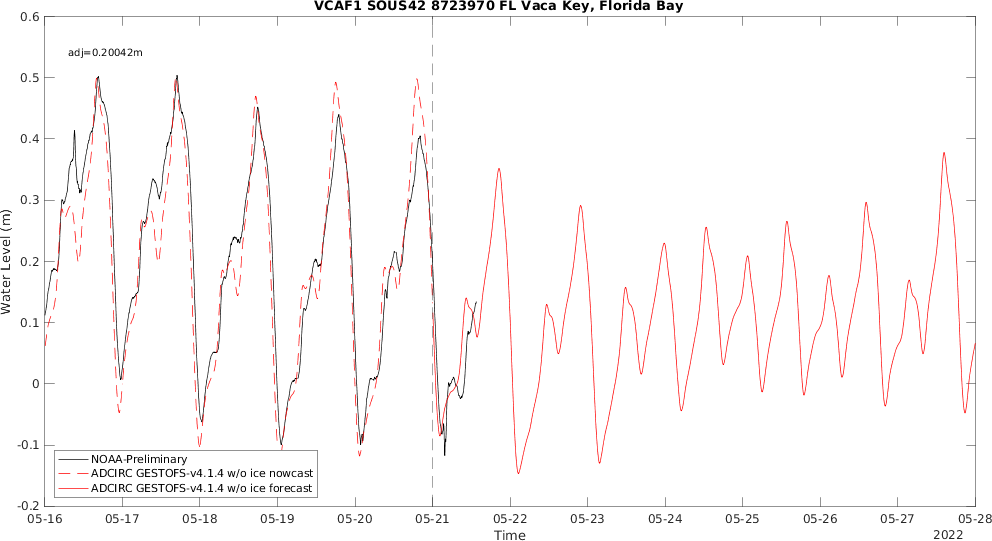 VCAF1 SOUS42 8723970 FL Vaca Key, Florida Bay
adj=0.20042m
0.6
0.5
0.4
0.3
0.2
0.1
0
-0.1
-0.2
Water Level (m)
NOAA-Preliminary
ADCIRC GESTOFS-v4.1.4 w/o ice nowcast
ADCIRC GESTOFS-v4.1.4 w/o ice forecast
05-16 05-17 05-18 05-19 05-20 05-21 05-22 05-23 05-24 05-25 05-26 05-27 05-28
Time
2022